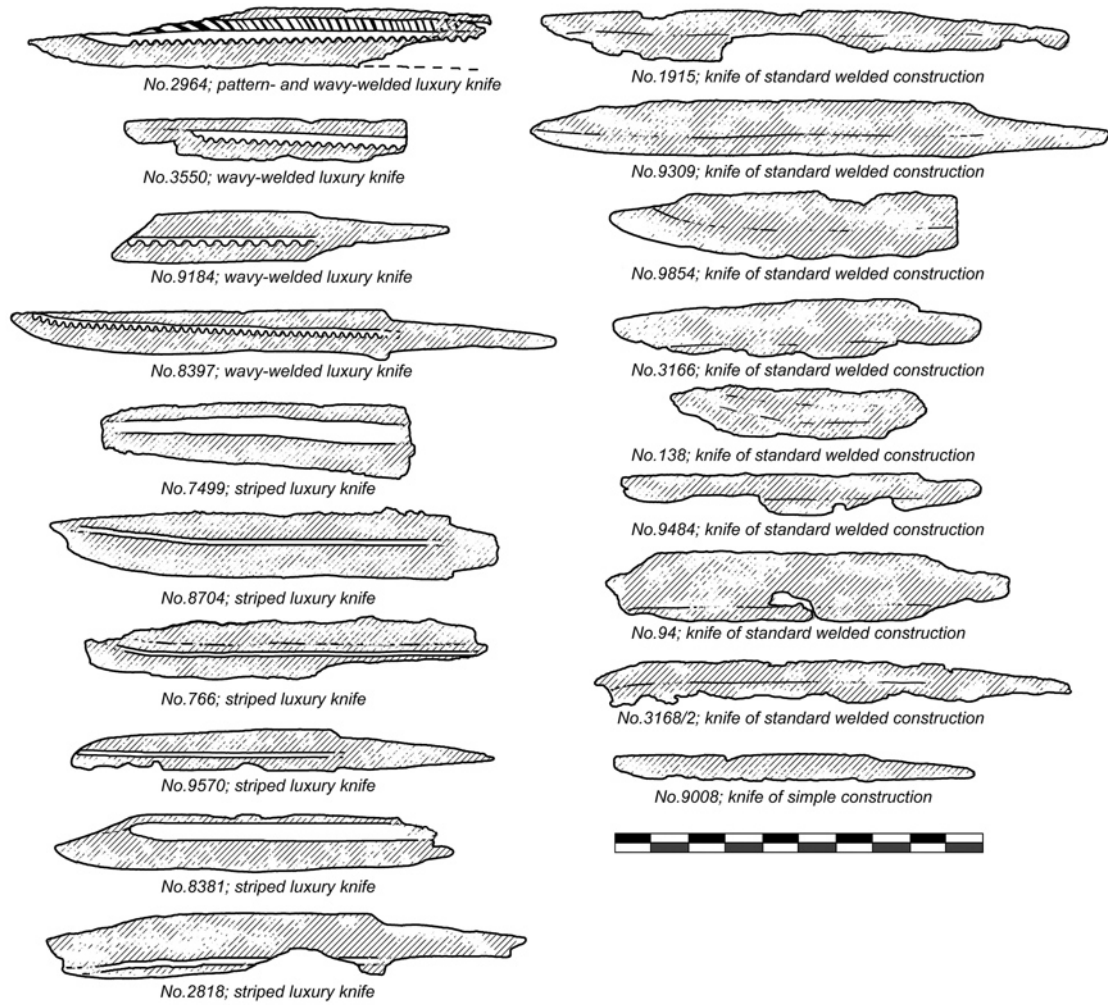 No.2964; pattern- and wavy-welded luxury knife
No.3550; wavy-welded luxury knife
No.9184; wavy-welded luxury knife
No.8397; wavy-welded luxury knife
No.7499; striped luxury knife
No.8704; striped luxury knife
No.766; striped luxury knife
No.9570; striped luxury knife
No.8381; striped luxury knife
No.2818; striped luxury knife
No.1915; knife of standard welded construction
No.9309; knife of standard welded construction
No.9854; knife of standard welded construction
No.3166; knife of standard welded construction
No.138; knife of standard welded construction
No.9484; knife of standard welded construction
No.94; knife of standard welded construction
No.3168/2; knife of standard welded construction
No.9008; knife of simple construction